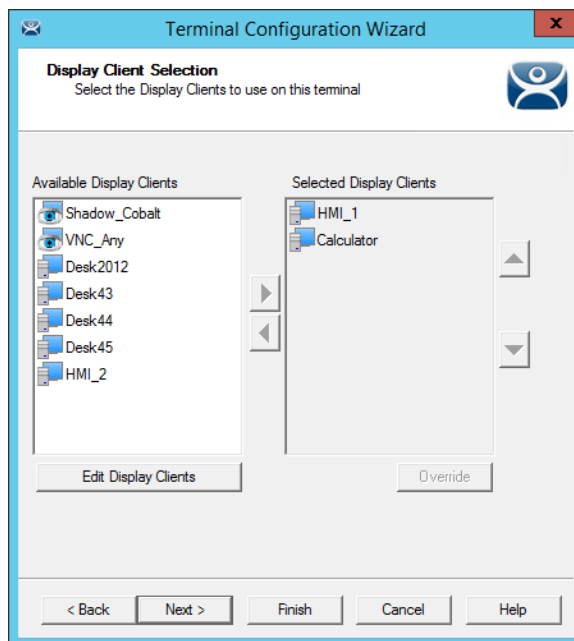 Terminal Configuration Wizard
x
Display Client Selection
Select the Display Clients to use on this terminal
Available Display Clients
Shadow_Cobalt
VNC_Any
Desk2012
Desk43
Desk44
Desk45
HMI_2
Edit Display Clients
Selected Display Clients
HMI_1
Calculator
Override
< Back
Next >
Finish
Cancel
Help